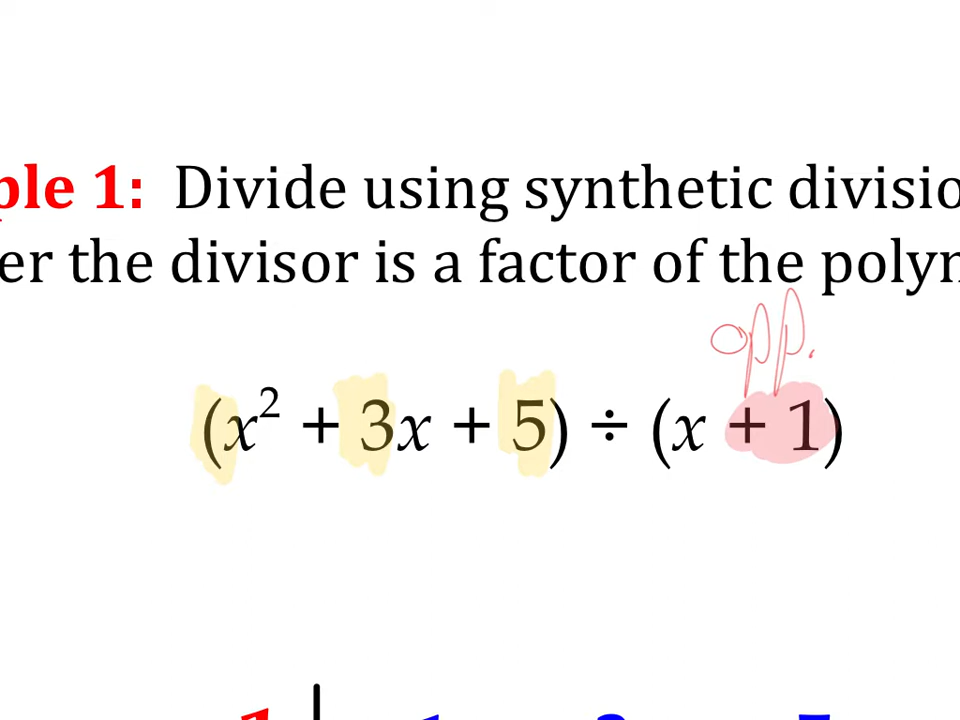 ple 1: Divide using synthetic divisio
er the divisor is a factor of the polyn
opp.
(x² + 3x + 5) ÷ (x + 1)